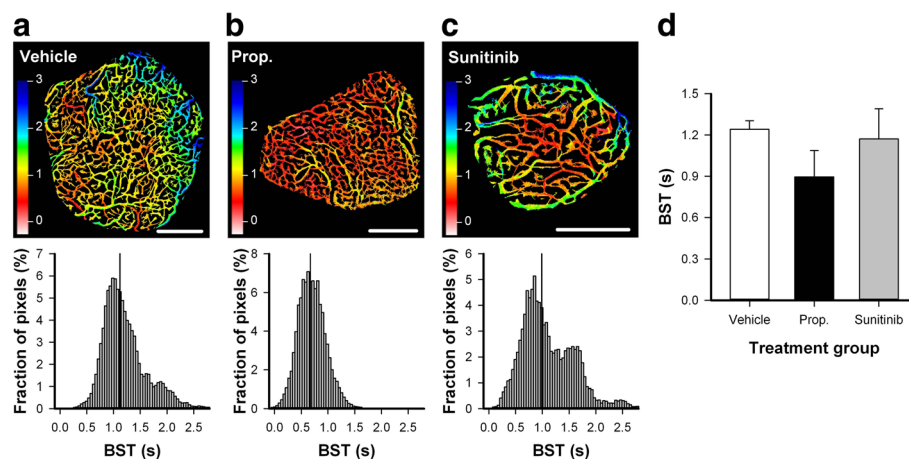 a
Vehicle
3
2
1
0
Fraction of pixels (%)
7
6
5
4
3
2
1
0
0.0 0.5 1.0 1.5 2.0 2.5
BST (s)
b
Prop.
3
2
1
0
Fraction of pixels (%)
8
6
4
2
0
0.0 0.5 1.0 1.5 2.0 2.5
BST (s)
c
Sunitinib
3
2
1
0
Fraction of pixels (%)
6
5
4
3
2
1
0
0.0 0.5 1.0 1.5 2.0 2.5
BST (s)
d
BST (s)
1.5
1.2
0.9
0.6
0.3
0.0
Vehicle Prop. Sunitinib
Treatment group